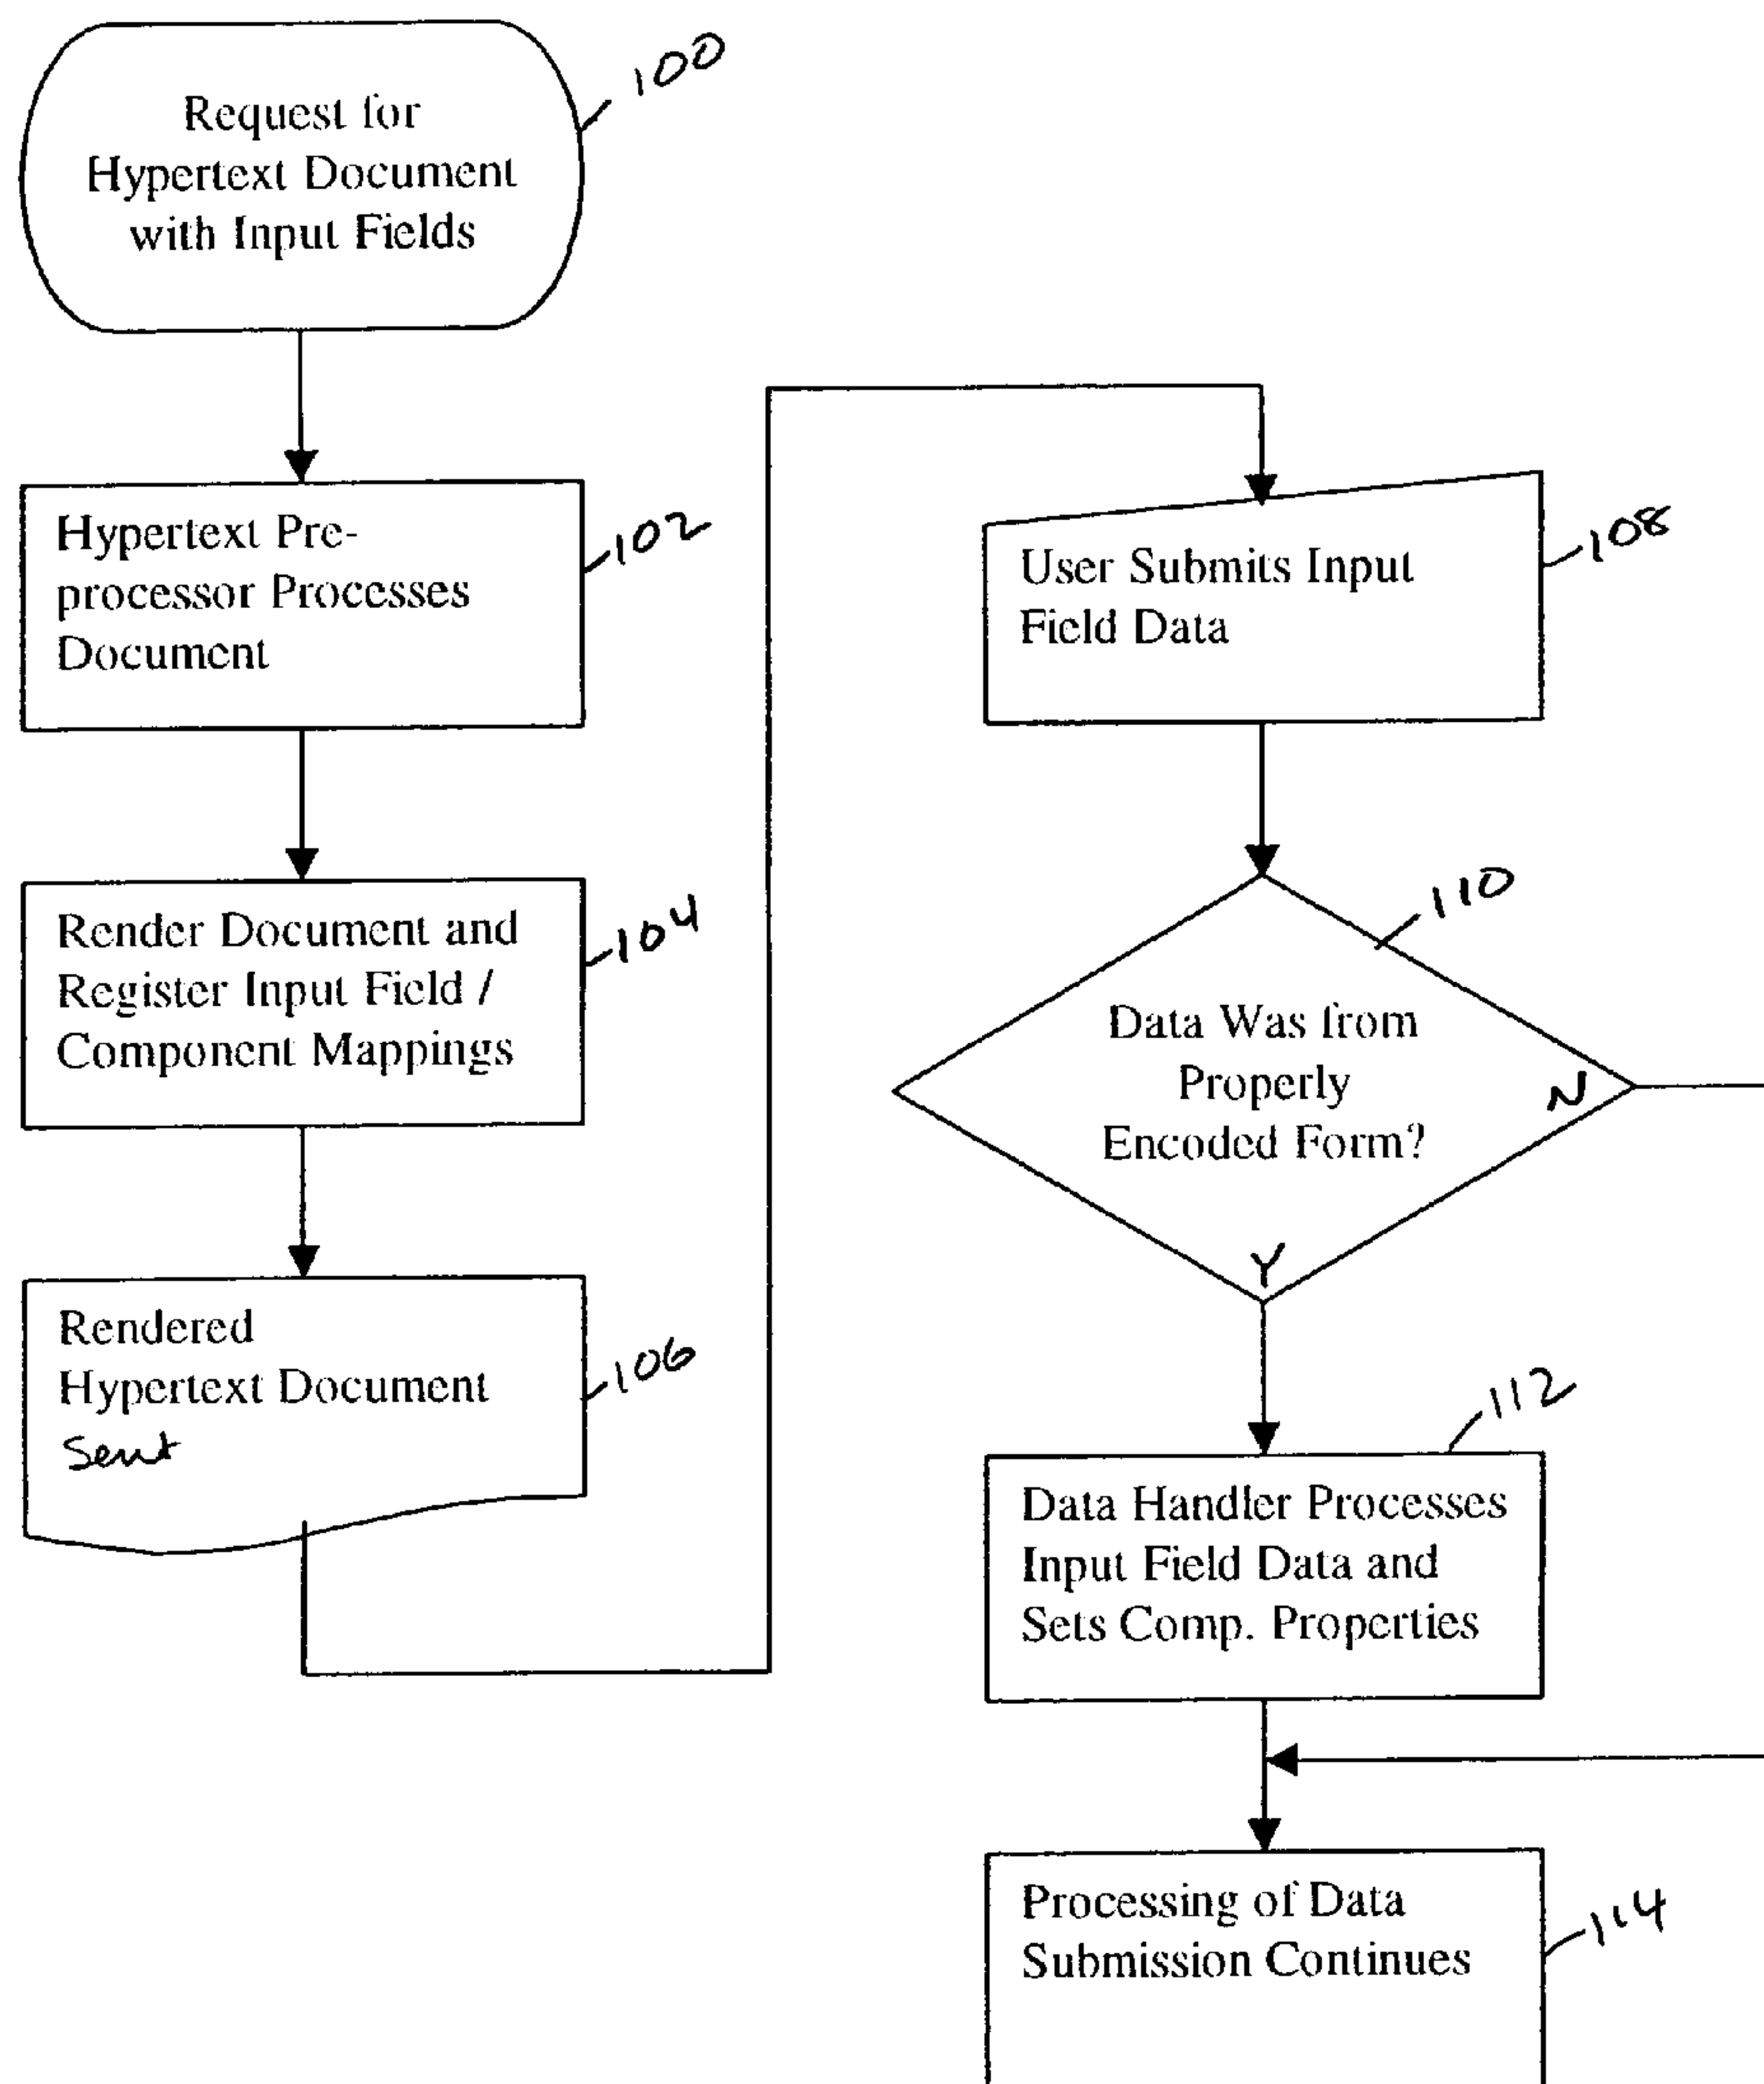 Request for
Hypertext Document
with Input Fields
100
Hypertext Pre-
processor Processes
Document
102
Render Document and
Register Input Field /
Component Mappings
104
Rendered
Hypertext Document
Sent
106
User Submits Input
Field Data
108
Data Was from
Properly
Encoded Form?
110
N
Y
Data Handler Processes
Input Field Data and
Sets Comp. Properties
112
Processing of Data
Submission Continues
114